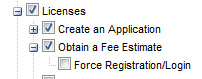 Licenses
Create an Application
Obtain a Fee Estimate
Force Registration/Login